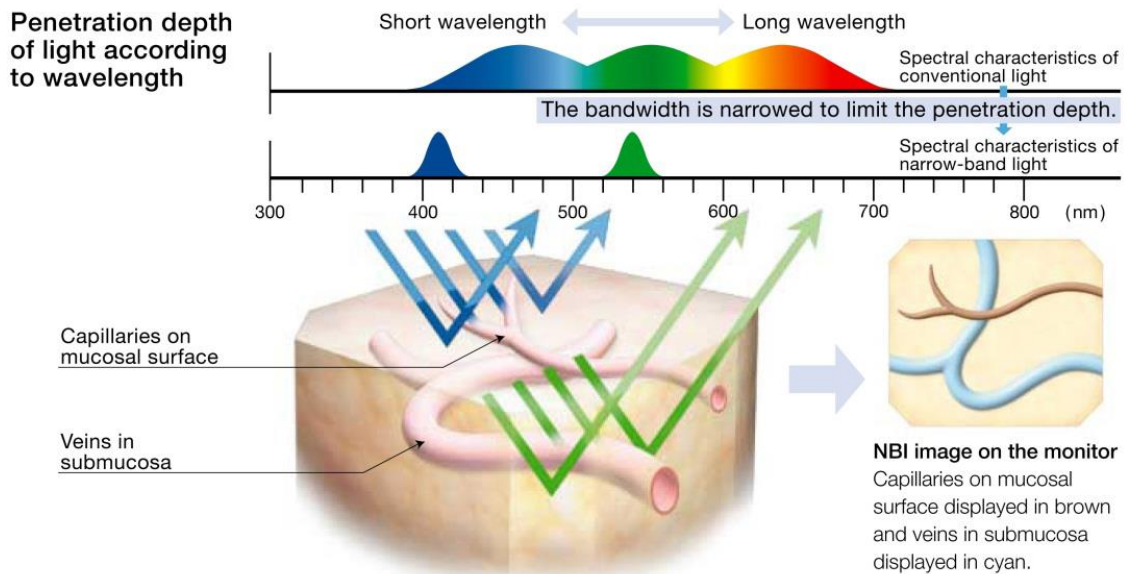 Penetration depth
of light according
to wavelength
Short wavelength
Long wavelength
Spectral characteristics of
conventional light
The bandwidth is narrowed to limit the penetration depth.
Spectral characteristics of
narrow-band light
300
400
500
600
700
800
(nm)
Capillaries on
mucosal surface
Veins in
submucosa
NBI image on the monitor
Capillaries on mucosal
surface displayed in brown
and veins in submucosa
displayed in cyan.